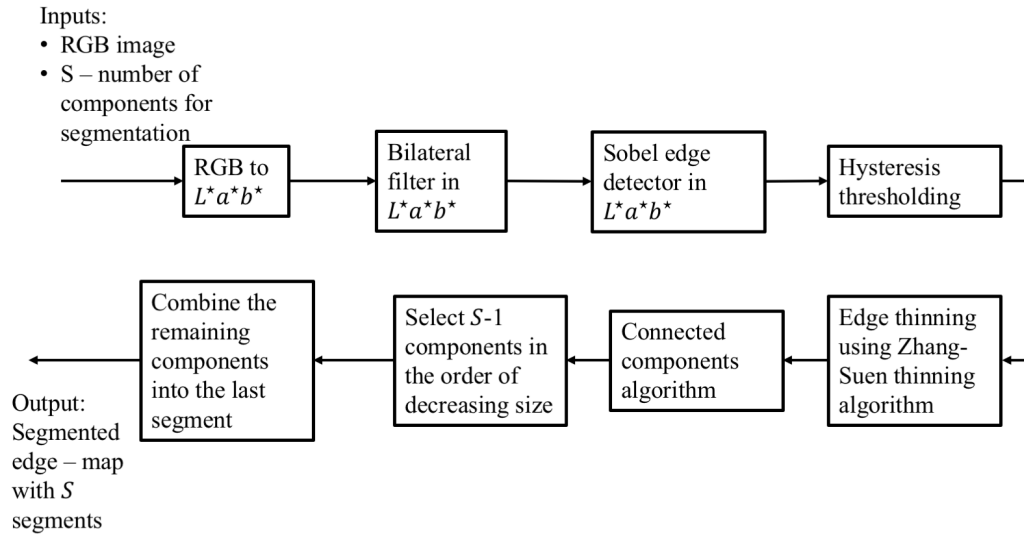 Inputs:
• RGB image
• S – number of
components for
segmentation
RGB to
L*a*b*
Bilateral
filter in
L*a*b*
Sobel edge
detector in
L*a*b*
Hysteresis
thresholding
Edge thinning
using Zhang-
Suen thinning
algorithm
Connected
components
algorithm
Select S-1
components in
the order of
decreasing size
Combine the
remaining
components
into the last
segment
Output:
Segmented
edge – map
with S
segments